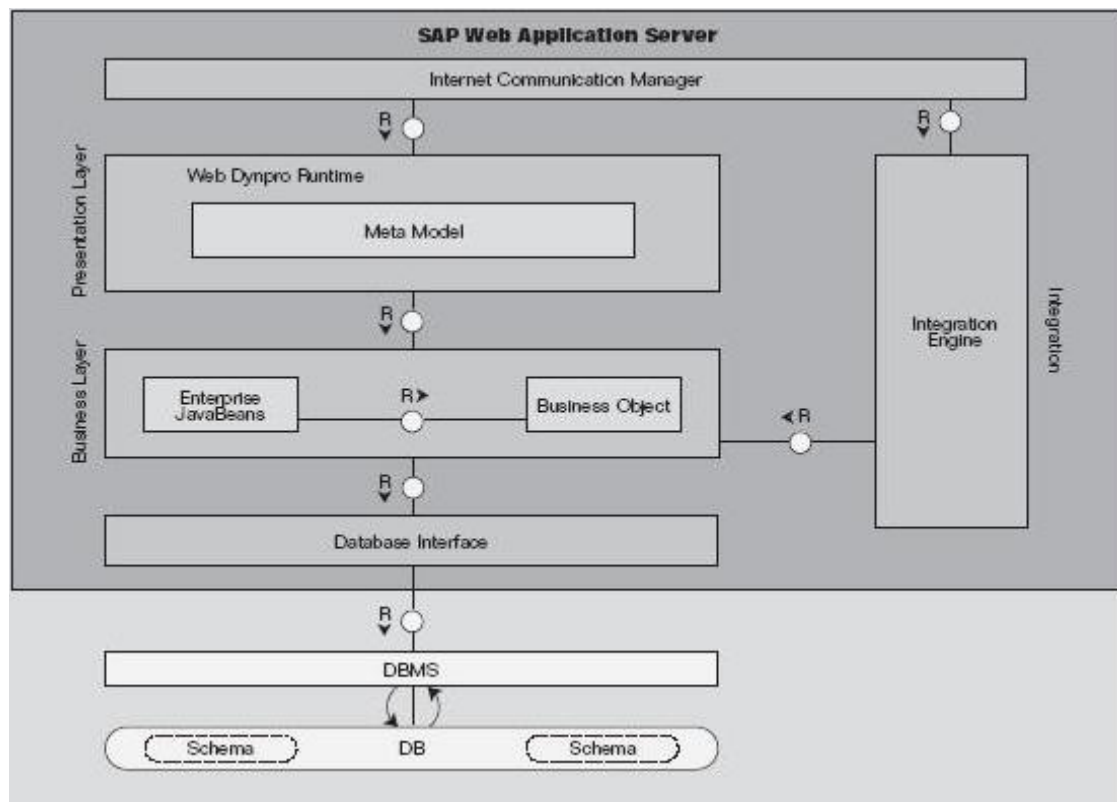 SAP Web Application Server
Internet Communication Manager
R
R
Presentation Layer
Web Dynpro Runtime
Meta Model
Integration
Engine
Integration
R
Business Layer
Enterprise
JavaBeans
R
Business Object
R
R
Database Interface
R
DBMS
Schema
DB
Schema